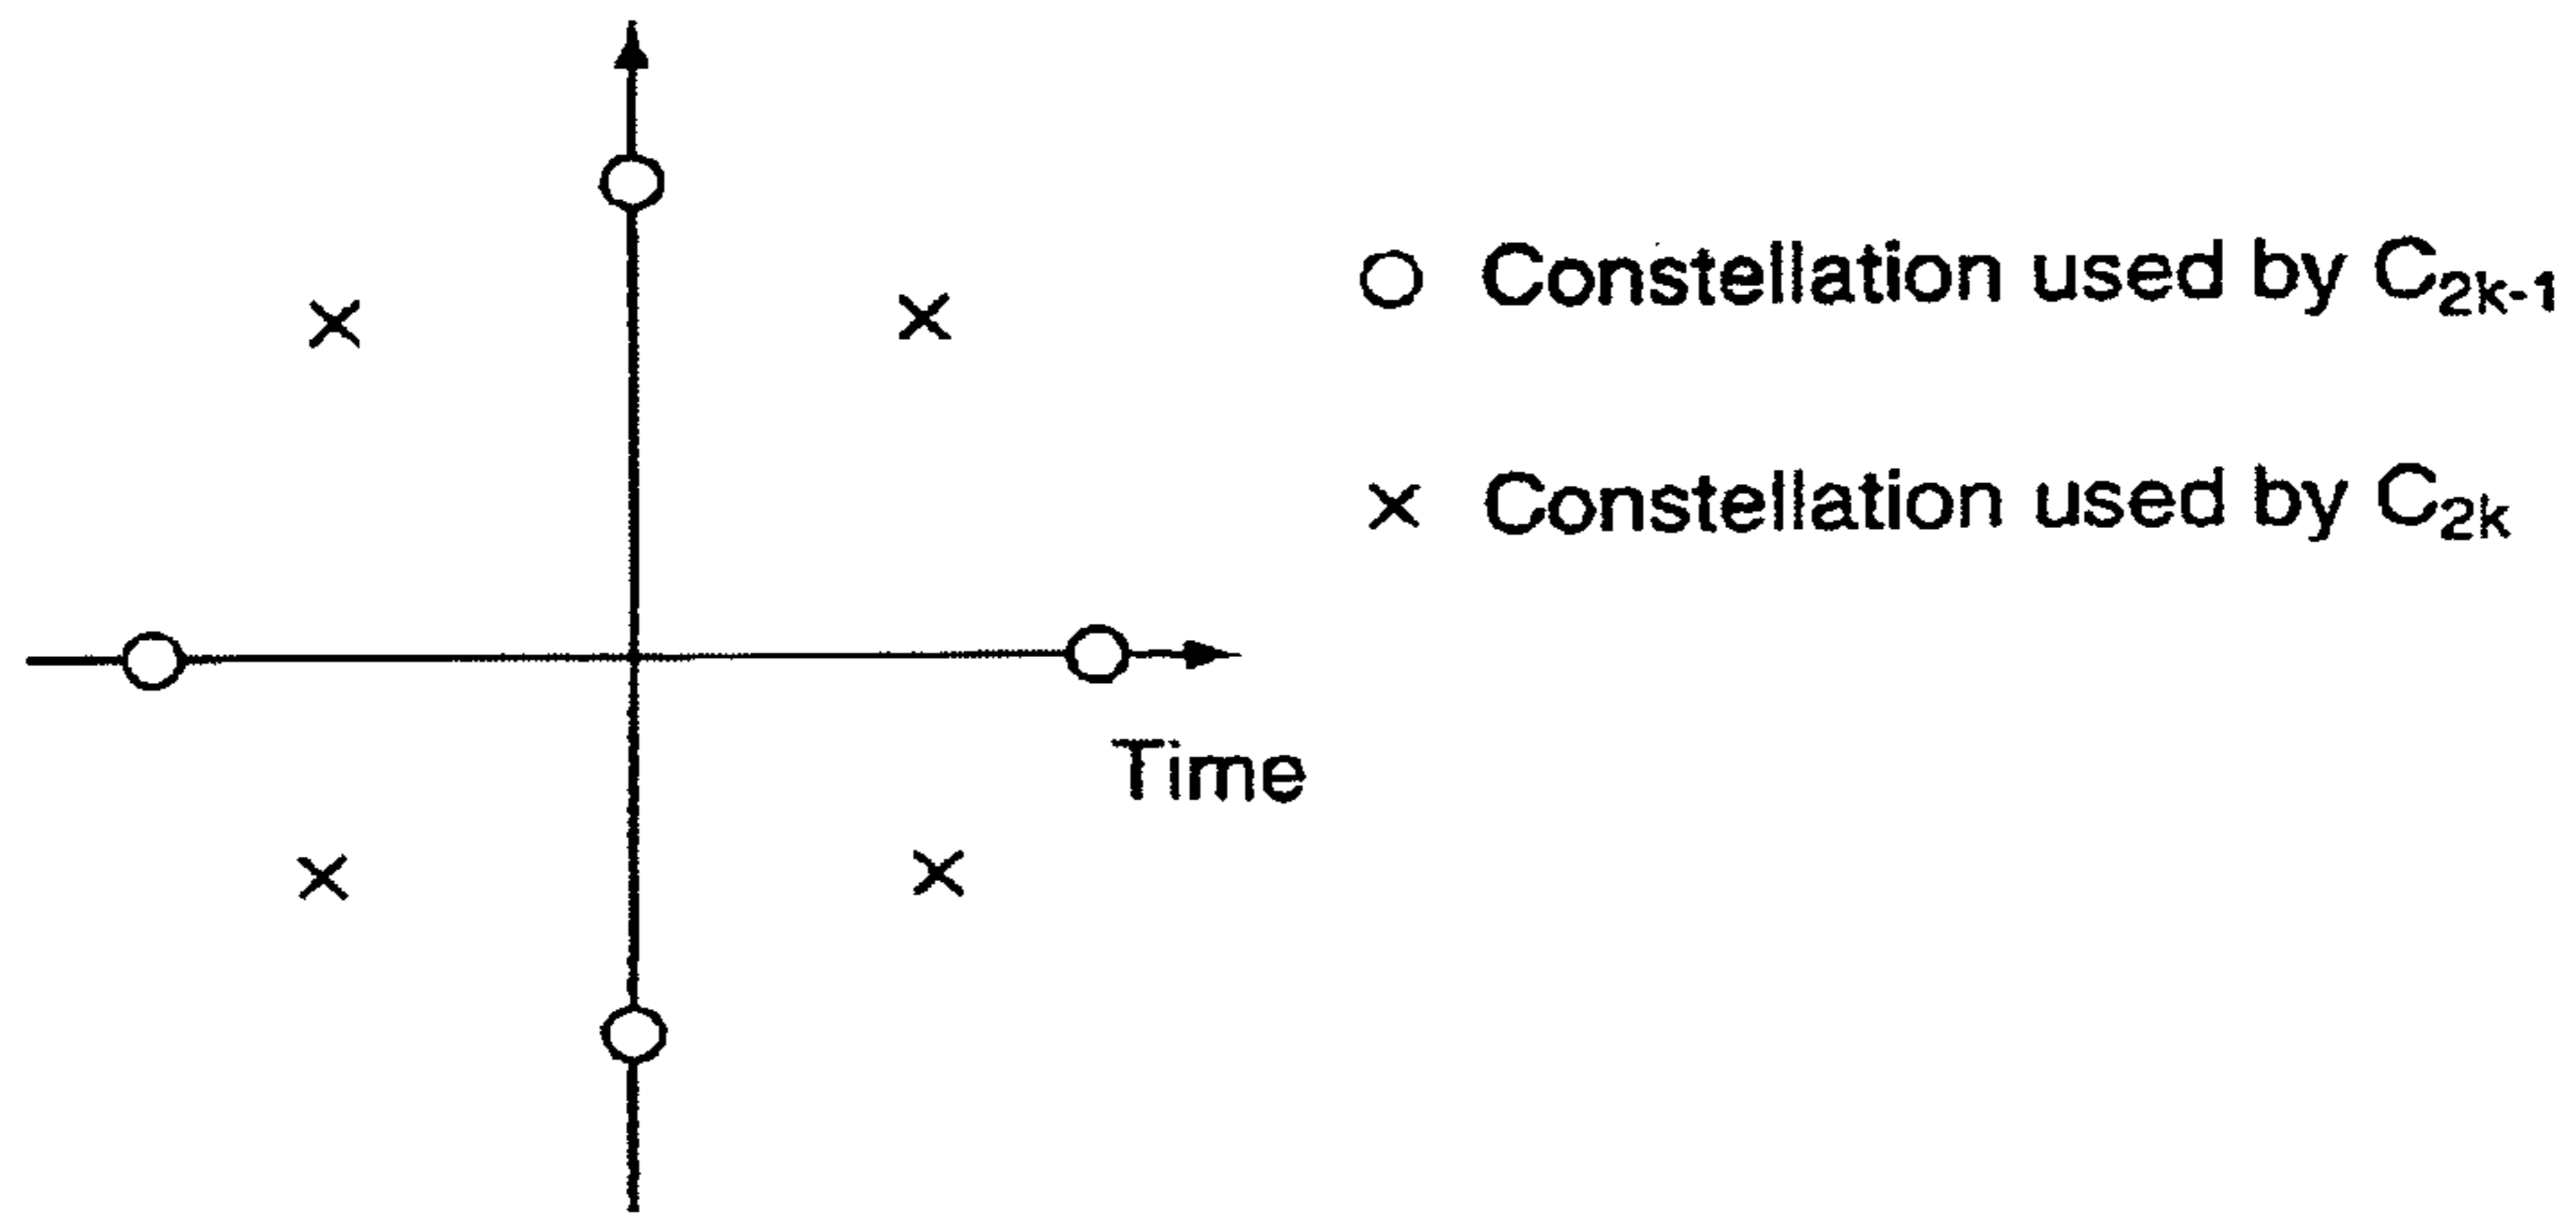 ○ Constellation used by C₂ₖ₋₁
× Constellation used by C₂ₖ
Time